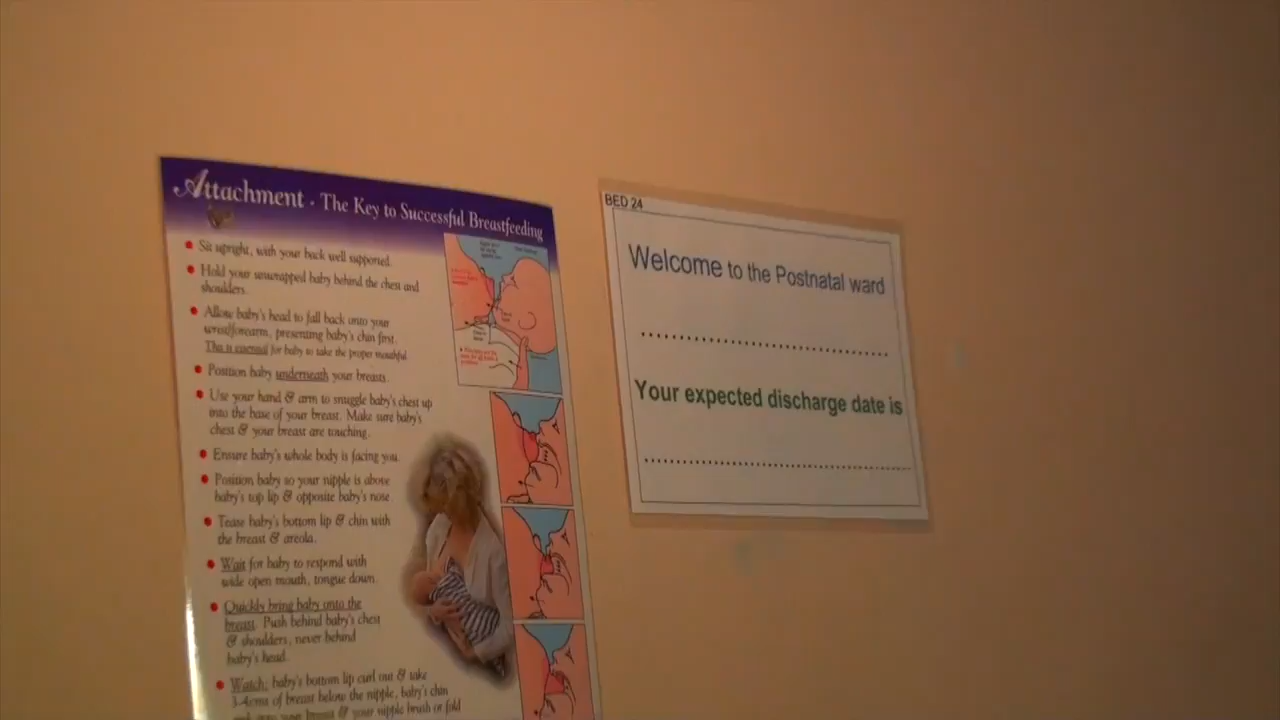 Attachment - The Key to Successful Breastfeeding
Sit upright, with your back well supported.
Hold your unwrapped baby behind the chest and
shoulders.
Allow baby's head to fall back onto your
wrist/forearm, presenting baby's chin first.
This is essential for baby to take the proper mouthful
Position baby underneath your breasts.
Use your hand & arm to snuggle baby's chest up
into the base of your breast. Make sure baby's
chest & your breast are touching.
Ensure baby's whole body is facing you.
Position baby so your nipple is above
baby's top lip & opposite baby's nose
Tease baby's bottom lip & chin with
the breast & areola.
Wait for baby to respond with
wide open mouth, tongue down.
Quickly bring baby onto the
breast. Push behind baby's chest
& shoulders, never behind
baby's head.
Watch: baby's bottom lip curl out & take
3-4cms of breast below the nipple, baby's chin
your breast & your nipple brush or fold
BED 24
Welcome to the Postnatal ward
Your expected discharge date is